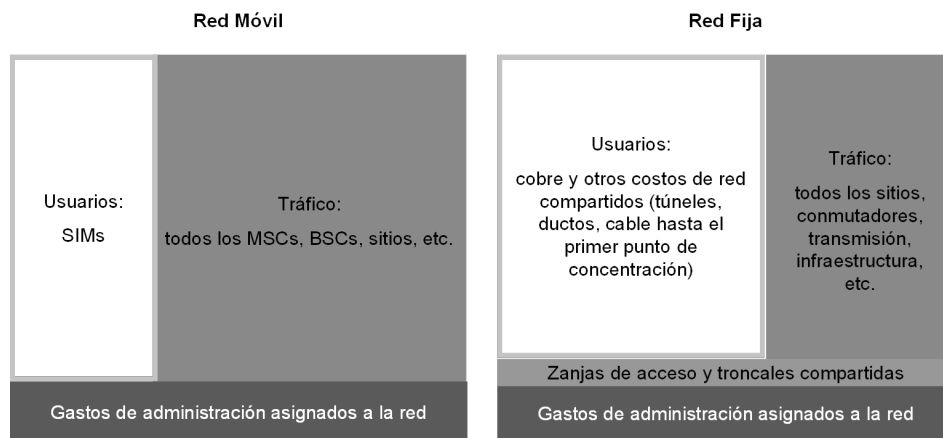 Red Móvil
Usuarios:
SIMs
Tráfico:
todos los MSCs, BSCs, sitios, etc.
Gastos de administración asignados a la red
Red Fija
Usuarios:
cobre y otros costos de red
compartidos (túneles,
ductos, cable hasta el
primer punto de
concentración)
Tráfico:
todos los sitios,
conmutadores,
transmisión,
infraestructura,
etc.
Zanjas de acceso y troncales compartidas
Gastos de administración asignados a la red